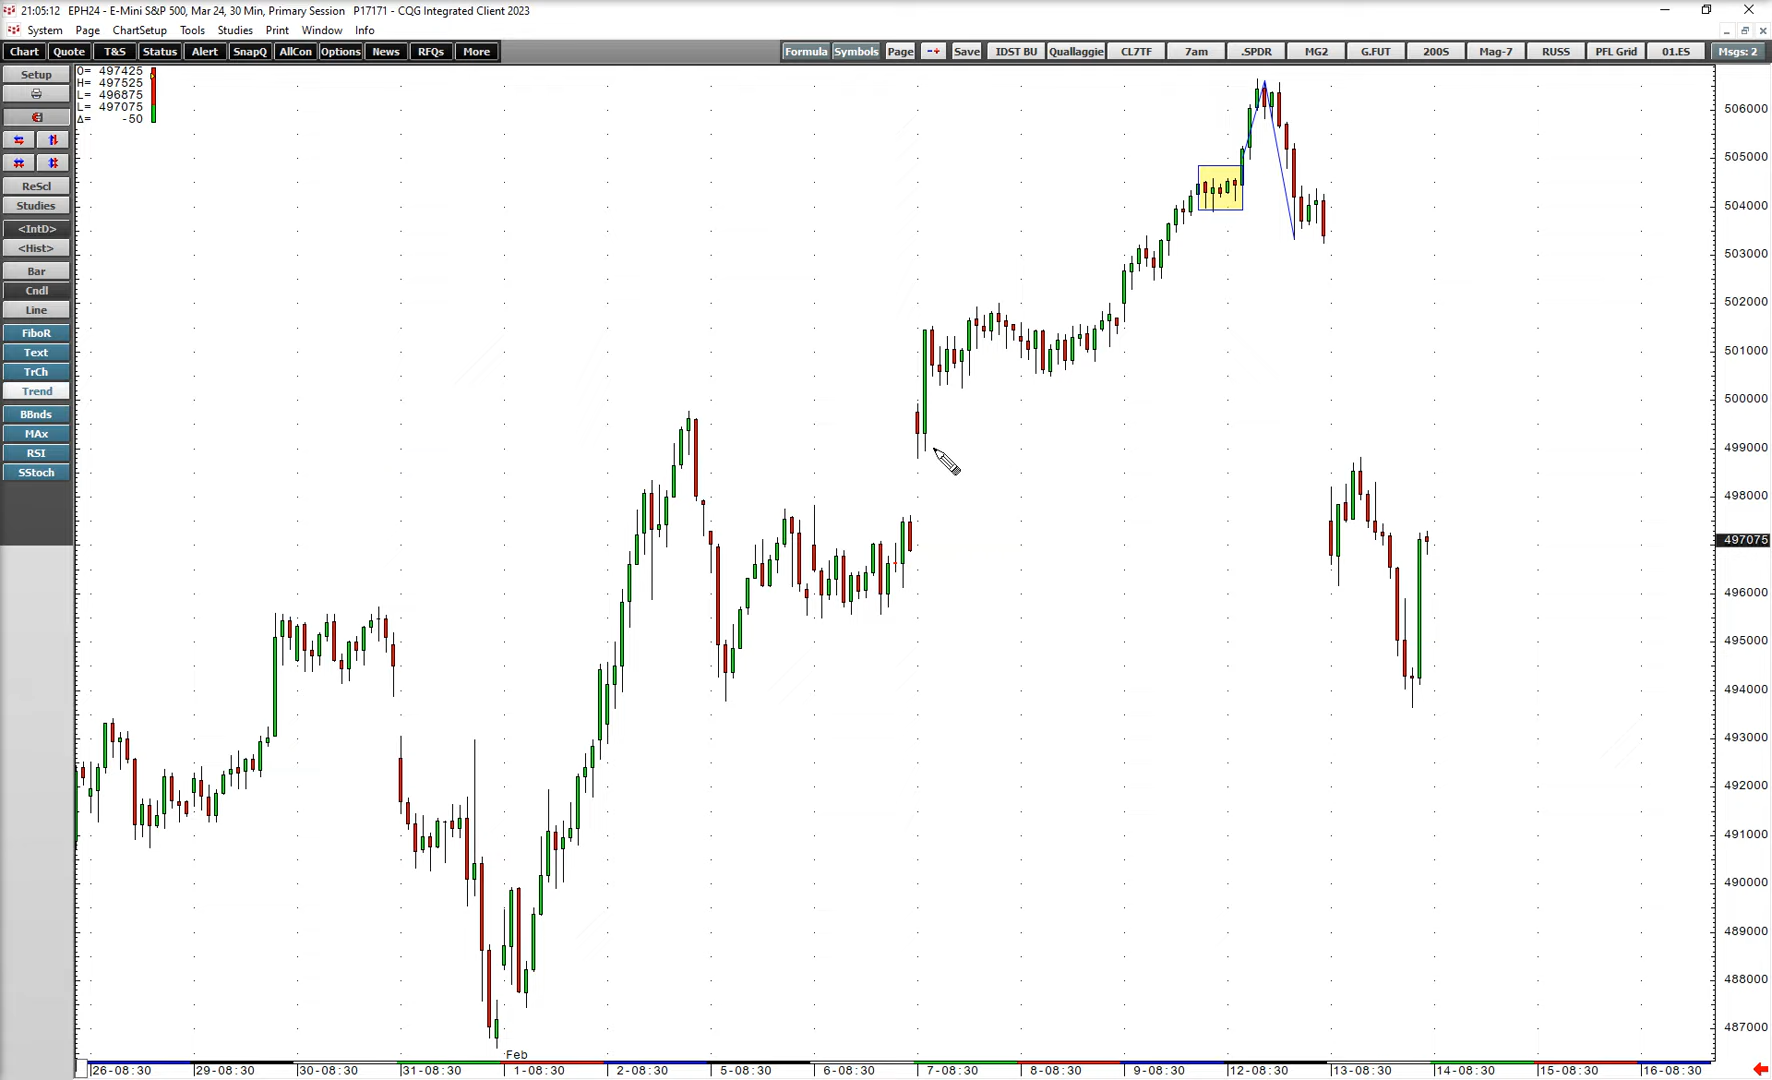 21:05:12 EPH24 - E-Mini S&P 500, Mar 24, 30 Min, Primary Session P17171 - CQG Integrated Client 2023
System Page ChartSetup Tools Studies Print Window Info
Chart Quote T&S Status Alert SnapQ AllCon Options News RFQs More Formula Symbols Page -+ Save IDST BU Quallaggie CL7TF 7am .SPDR MG2 G.FUT 200S Mag-7 RUSS PFL Grid 01.ES Msgs: 2
Setup
ReScl
Studies
<IntD>
<Hist>
Bar
Cndl
Line
FiboR
Text
TrCh
Trend
BBnds
MAx
RSI
SStoch
O= 497425
H= 497525
L= 496875
L= 497075
Δ= -50
506000
505000
504000
503000
502000
501000
500000
499000
498000
497075
496000
495000
494000
493000
492000
491000
490000
489000
488000
487000
Feb
26-08:30 29-08:30 30-08:30 31-08:30 1-08:30 2-08:30 5-08:30 6-08:30 7-08:30 8-08:30 9-08:30 12-08:30 13-08:30 14-08:30 15-08:30 16-08:30